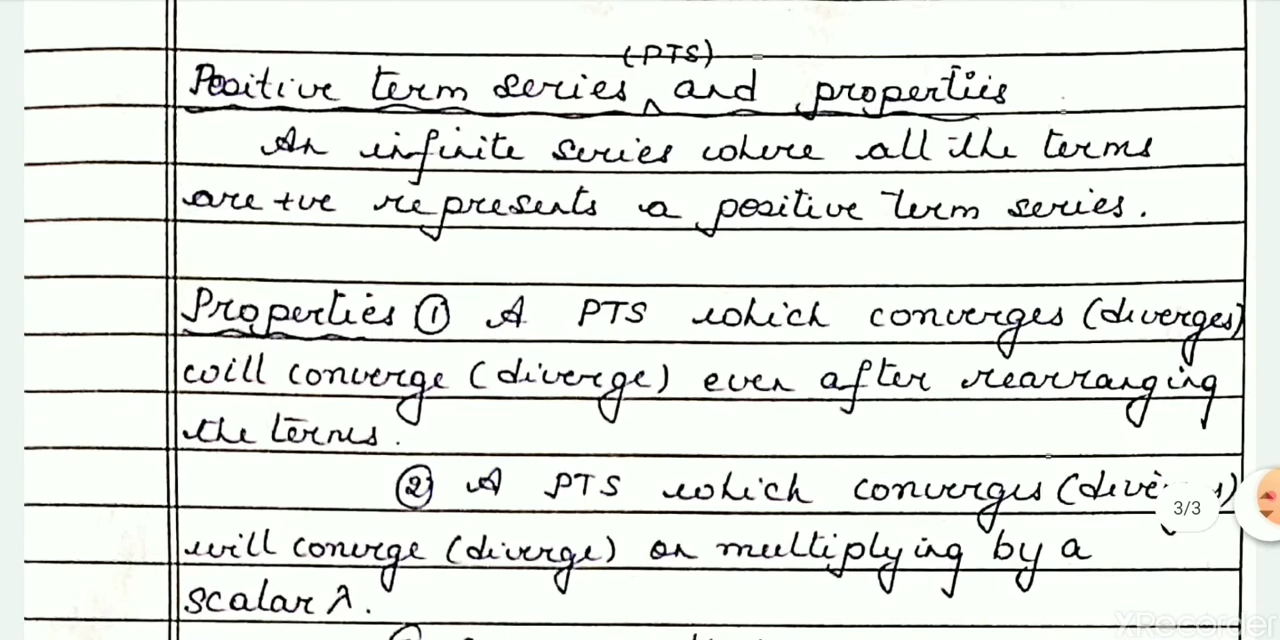 (PTS)
Positive term series ^ and properties
An infinite series where all the terms
are +ve represents a positive term series.
Properties ① A PTS which converges (diverges)
will converge (diverge) even after rearranging
the terms.
② A PTS which converges
3/3
will converge (diverge) on multiplying by a
scalar λ.
XRecorder